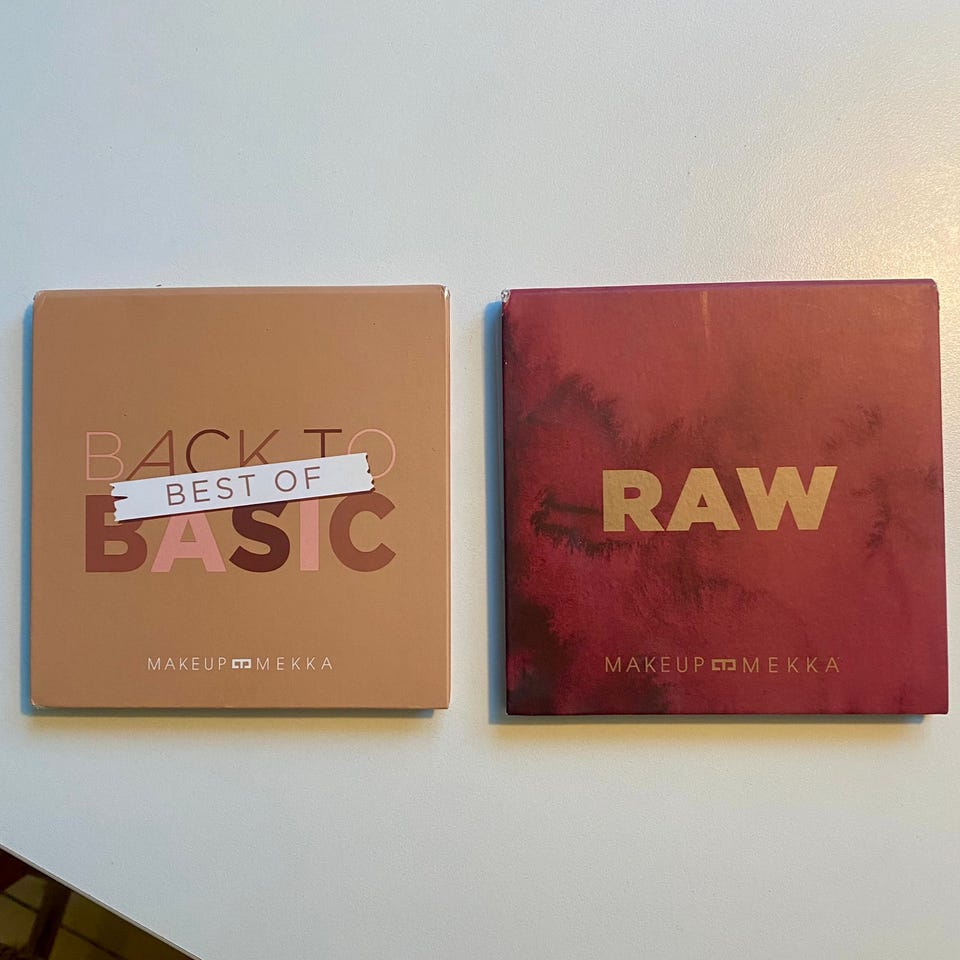 BACK TO
BEST OF
BASIC
MAKEUP MEKKA
RAW
MAKEUP MEKKA